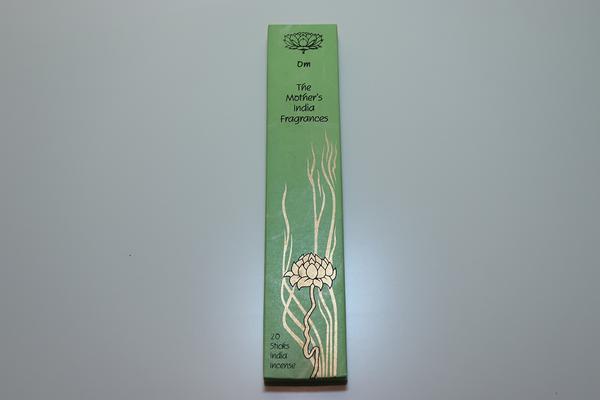 Om
The
Mother's
India
Fragrances
20
Sticks
India
incense